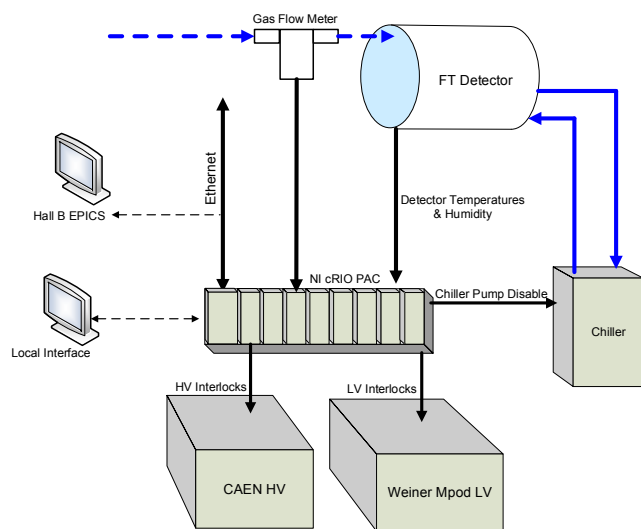 Gas Flow Meter
FT Detector
Ethernet
Hall B EPICS
Detector Temperatures
& Humidity
NI cRIO PAC
Chiller Pump Disable
Chiller
Local Interface
HV Interlocks
LV Interlocks
CAEN HV
Weiner Mpod LV